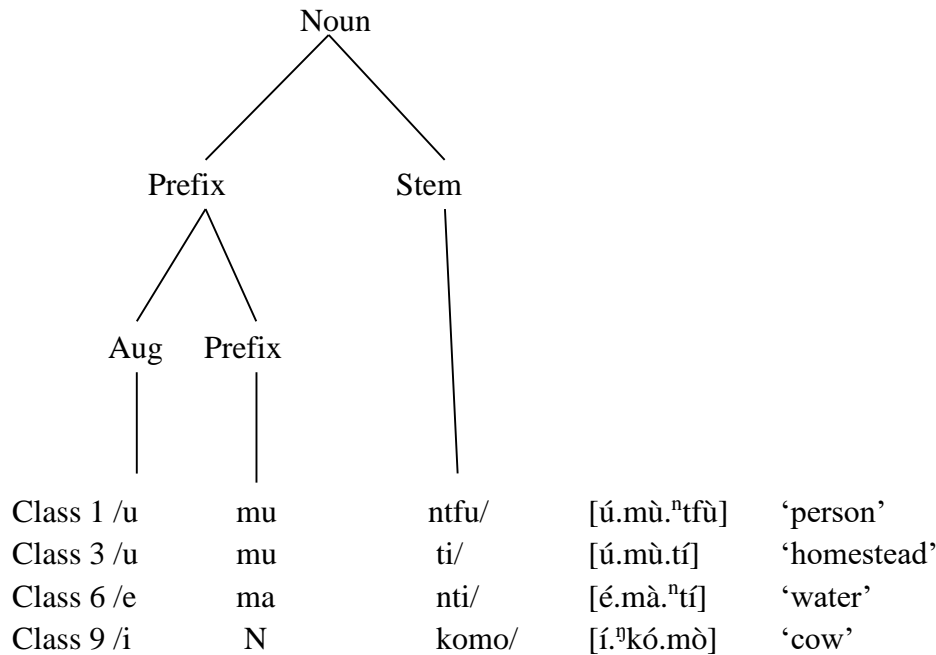 Noun
Prefix Stem
Aug Prefix
Class 1 /u mu ntfu/ [ú.mù.ⁿtfù] ‘person’
Class 3 /u mu ti/ [ú.mù.tí] ‘homestead’
Class 6 /e ma nti/ [é.mà.ⁿtí] ‘water’
Class 9 /i N komo/ [í.ᵑkó.mò] ‘cow’